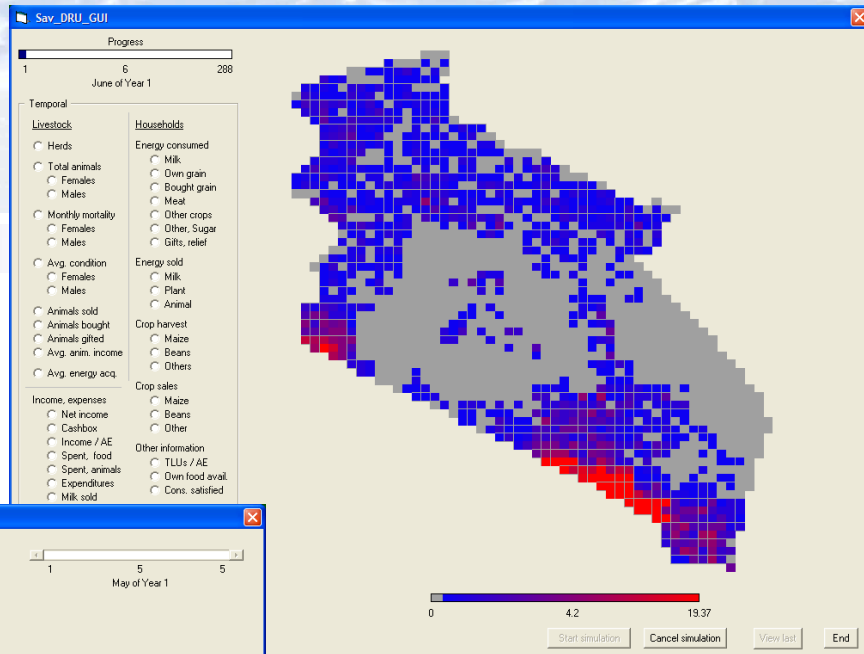 Sav_DRU_GUI
Progress
1 6 288
June of Year 1
Temporal
Livestock
Herds
Total animals
Females
Males
Monthly mortality
Females
Males
Avg. condition
Females
Males
Animals sold
Animals bought
Animals gifted
Avg. anim. income
Avg. energy acq.
Income, expenses
Net income
Cashbox
Income / AE
Spent, food
Spent, animals
Expenditures
Milk sold
Households
Energy consumed
Milk
Own grain
Bought grain
Meat
Other crops
Other, Sugar
Gifts, relief
Energy sold
Milk
Plant
Animal
Crop harvest
Maize
Beans
Others
Crop sales
Maize
Beans
Other
Other information
TLUs / AE
Own food avail.
Cons. satisfied
1 5 5
May of Year 1
0 4.2 19.37
Start simulation Cancel simulation View last End